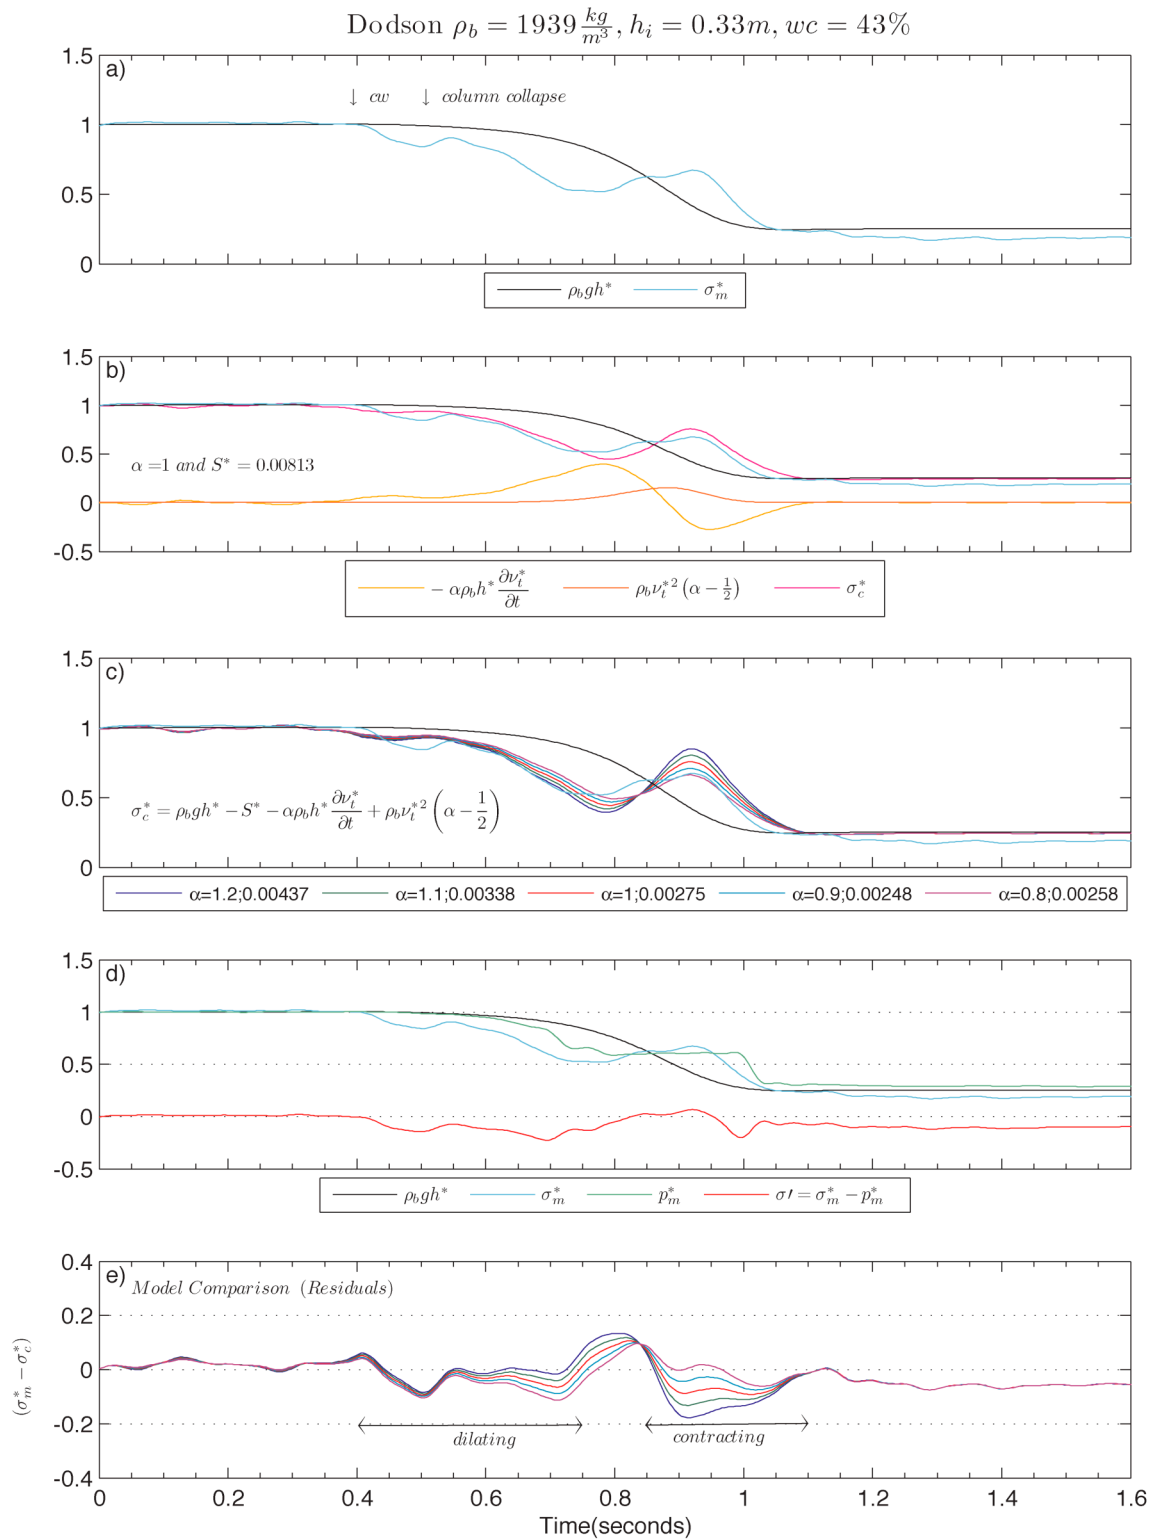 Dodson ρ_b = 1939 kg/m³, h_i = 0.33m, wc = 43%
1.5
a)
↓ cw ↓ column collapse
1
0.5
0
ρ_b gh* σ*_m
1.5
b)
1
0.5
α =1 and S* = 0.00813
0
-0.5
− αρ_b h* ∂ν*_t/∂t ρ_b ν*_t² (α − 1/2) σ*_c
1.5
c)
1
0.5
σ*_c = ρ_b gh* − S* − αρ_b h* ∂ν*_t/∂t + ρ_b ν*_t² (α − 1/2)
0
α=1.2;0.00437 α=1.1;0.00338 α=1;0.00275 α=0.9;0.00248 α=0.8;0.00258
1.5
d)
1
0.5
0
-0.5
ρ_b gh* σ*_m p*_m σ′ = σ*_m − p*_m
0.4
e) Model Comparison (Residuals)
0.2
0
(σ*_m − σ*_c)
-0.2
dilating contracting
-0.4
0 0.2 0.4 0.6 0.8 1 1.2 1.4 1.6
Time(seconds)